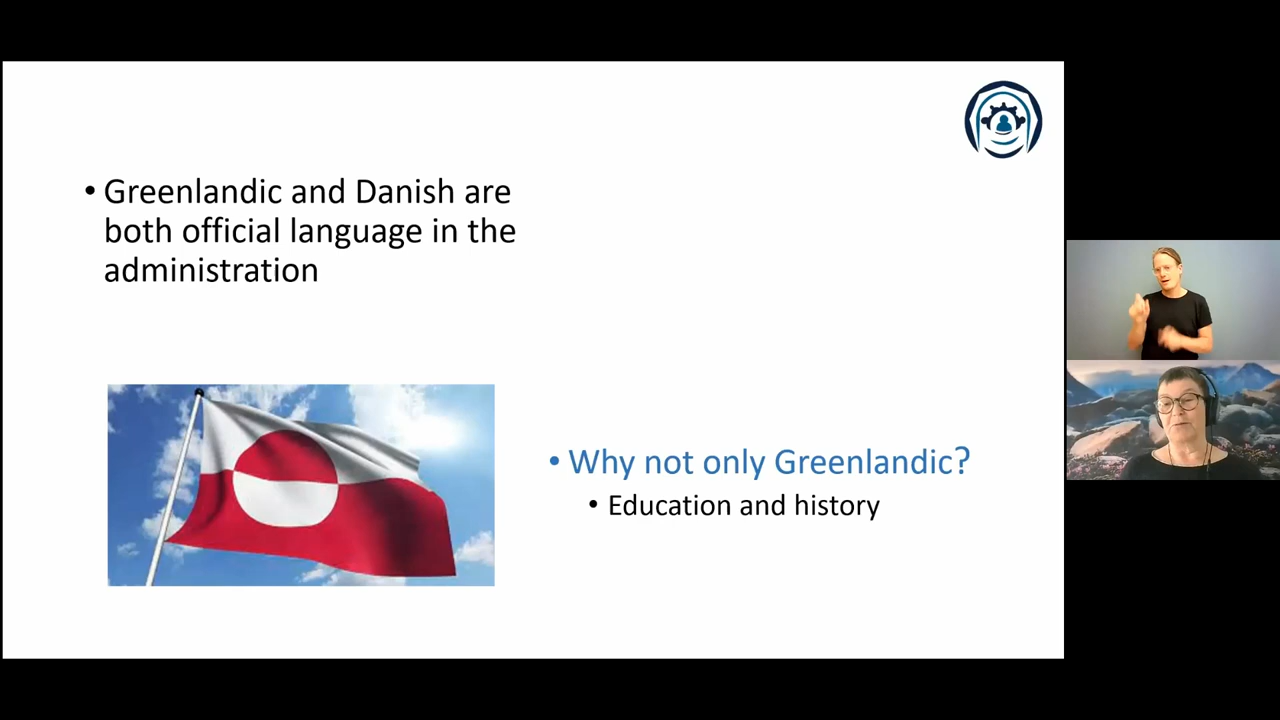 • Greenlandic and Danish are
both official language in the
administration
• Why not only Greenlandic?
• Education and history